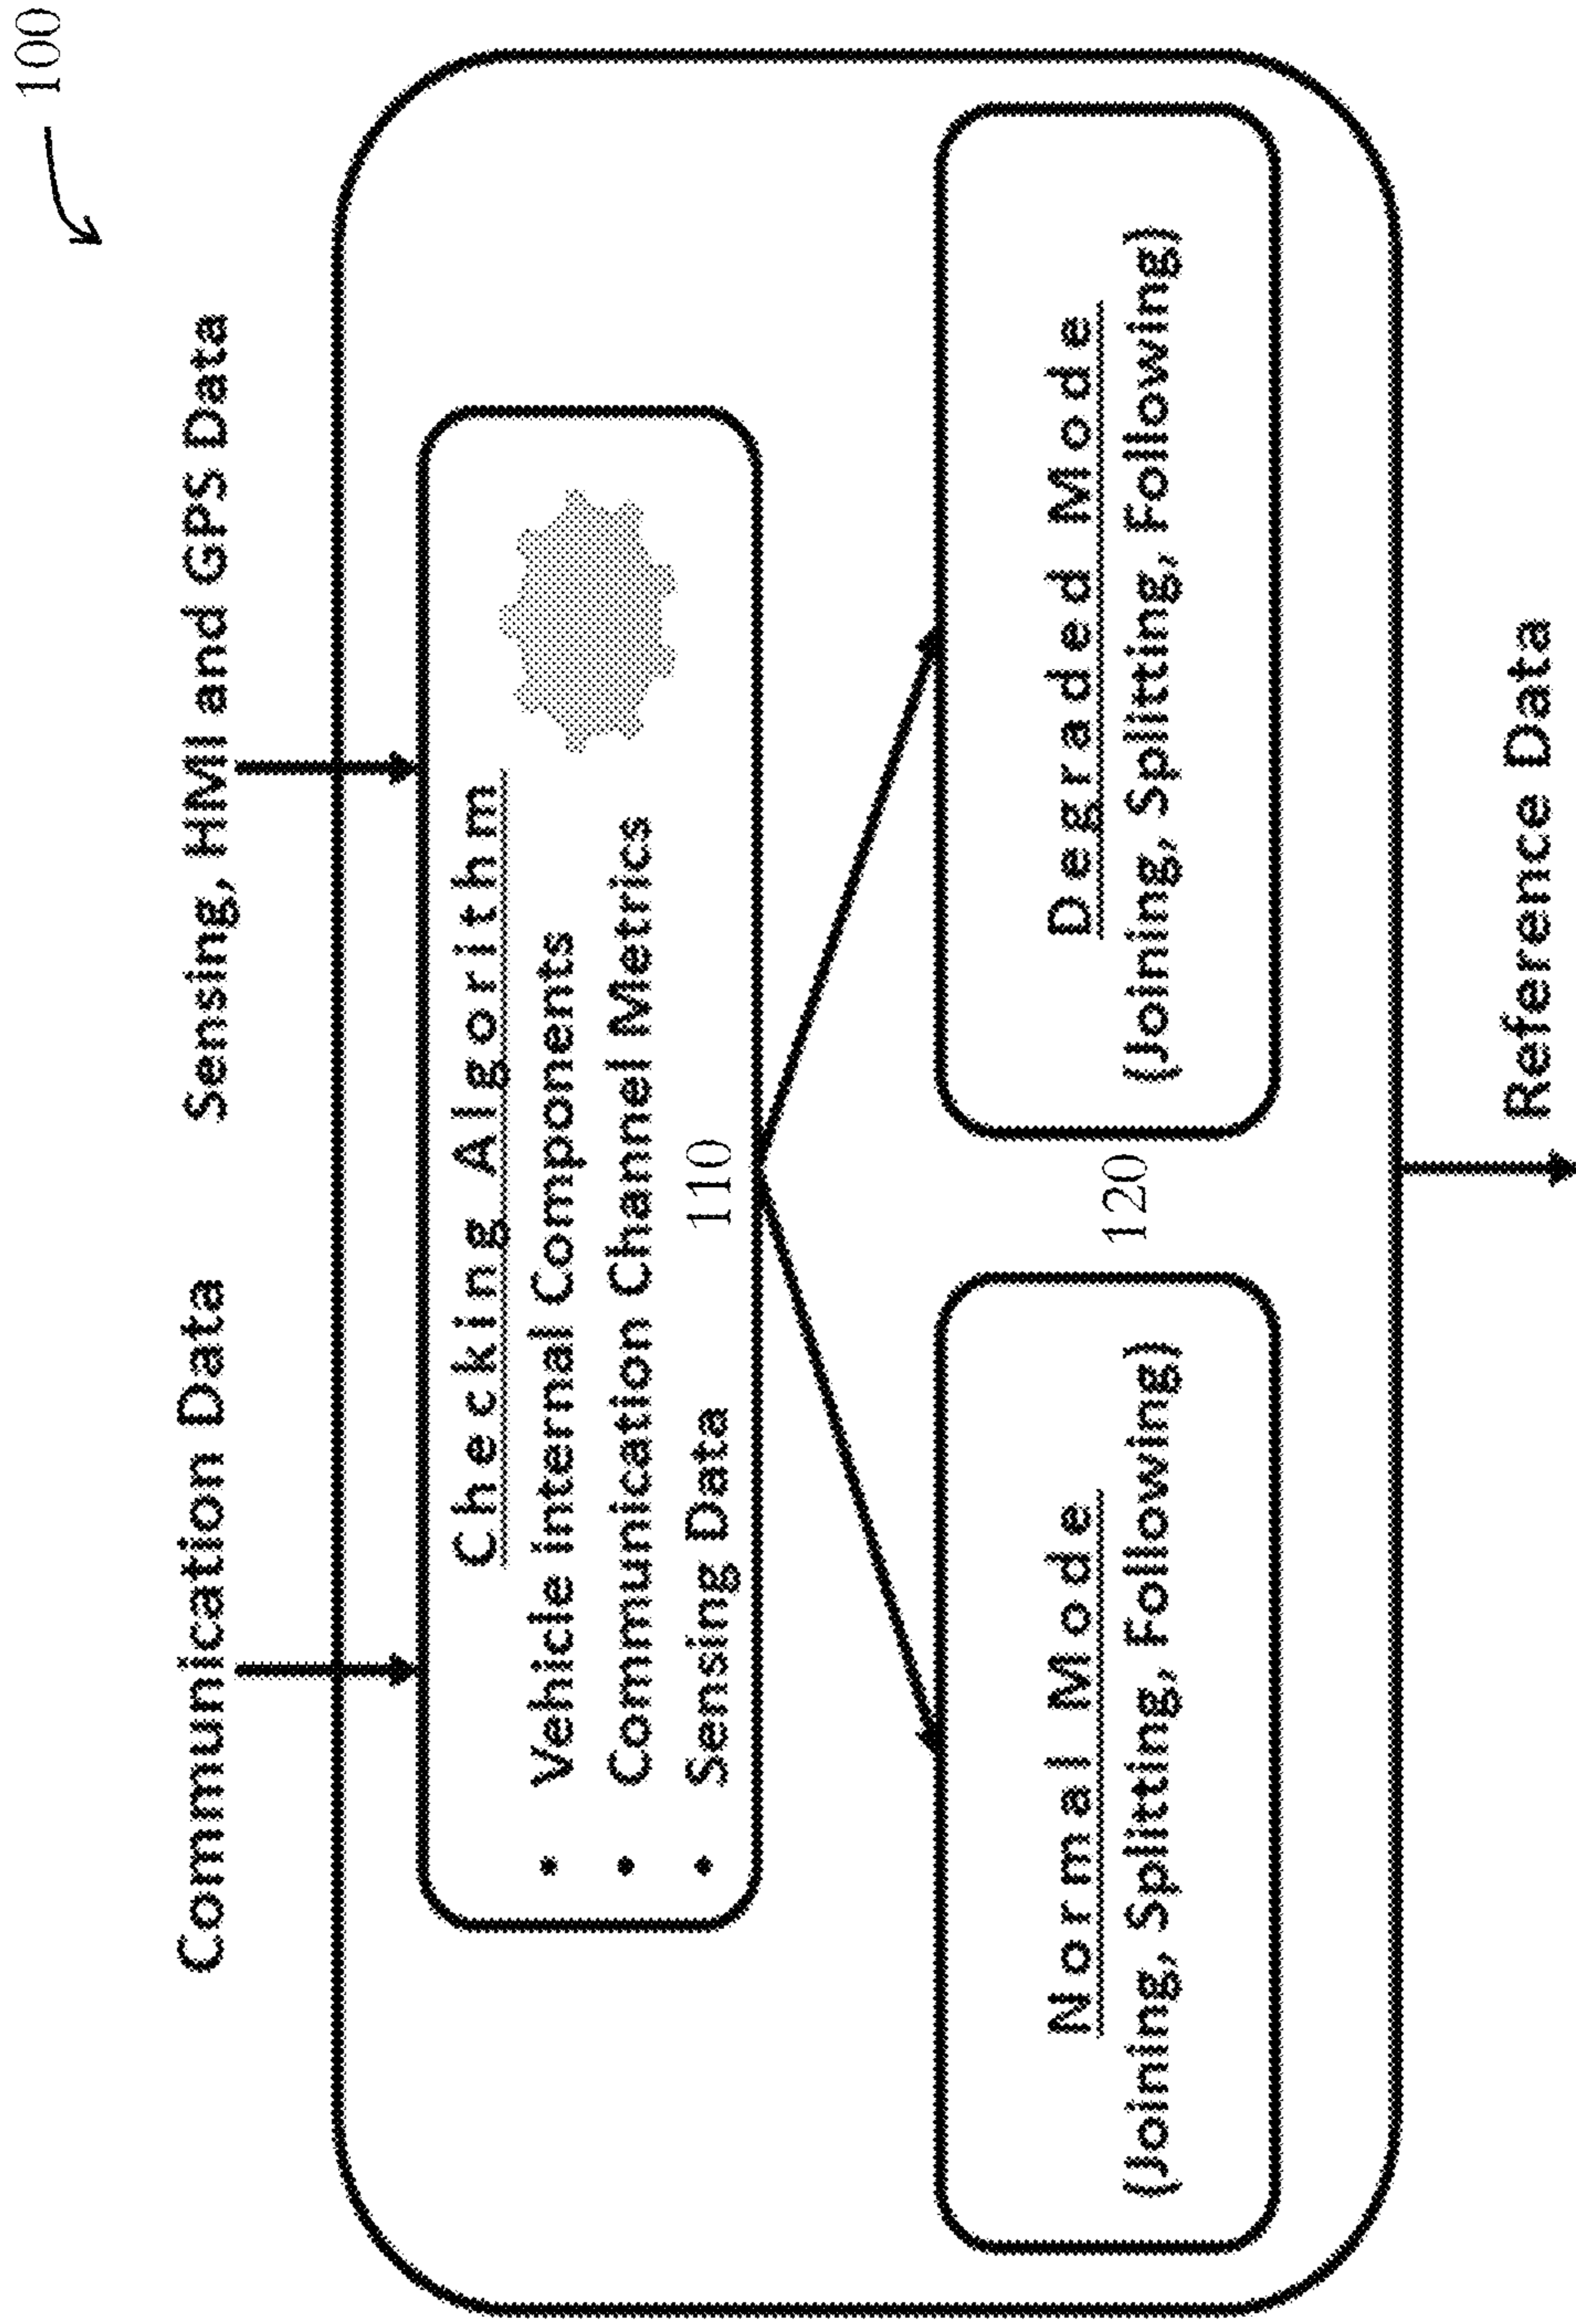 100
Communication Data
Sensing, HMI and GPS Data
Checking Algorithm
• Vehicle internal Components
• Communication Channel Metrics
• Sensing Data
110
Normal Mode
(Joining, Splitting, Following)
120
Degraded Mode
(Joining, Splitting, Following)
Reference Data